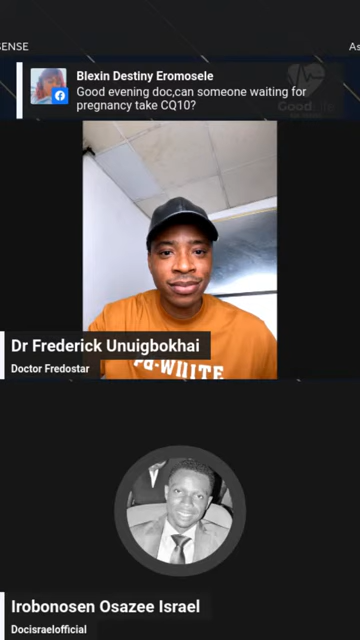 SENSE
As
Blexin Destiny Eromosele
Good evening doc,can someone waiting for
pregnancy take CQ10?
Dr Frederick Unuigbokhai
Doctor Fredostar
Irobonosen Osazee Israel
Docisraelofficial